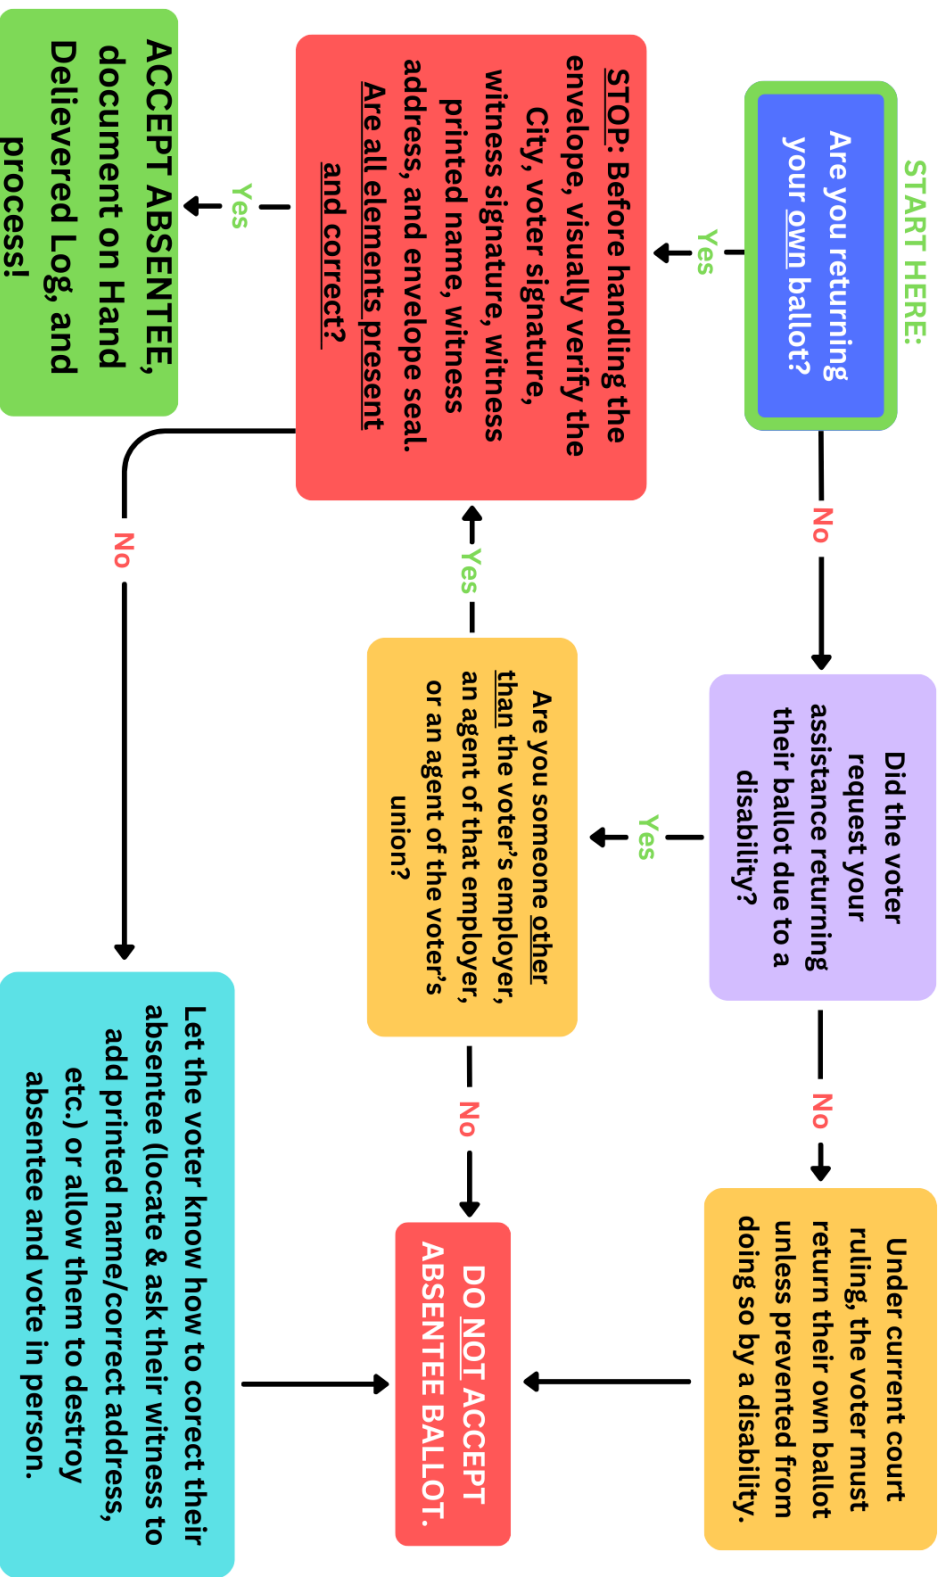 START HERE:
Are you returning
your own ballot?
No
Did the voter
request your
assistance returning
their ballot due to a
disability?
No
Under current court
ruling, the voter must
return their own ballot
unless prevented from
doing so by a disability.
Yes
Yes
STOP: Before handling the
envelope, visually verify the
City, voter signature,
witness signature, witness
printed name, witness
address, and envelope seal.
Are all elements present
and correct?
Yes
Are you someone other
than the voter's employer,
an agent of that employer,
or an agent of the voter's
union?
No
DO NOT ACCEPT
ABSENTEE BALLOT.
Yes
No
ACCEPT ABSENTEE,
document on Hand
Delievered Log, and
process!
Let the voter know how to correct their
absentee (locate & ask their witness to
add printed name/correct address,
etc.) or allow them to destroy
absentee and vote in person.